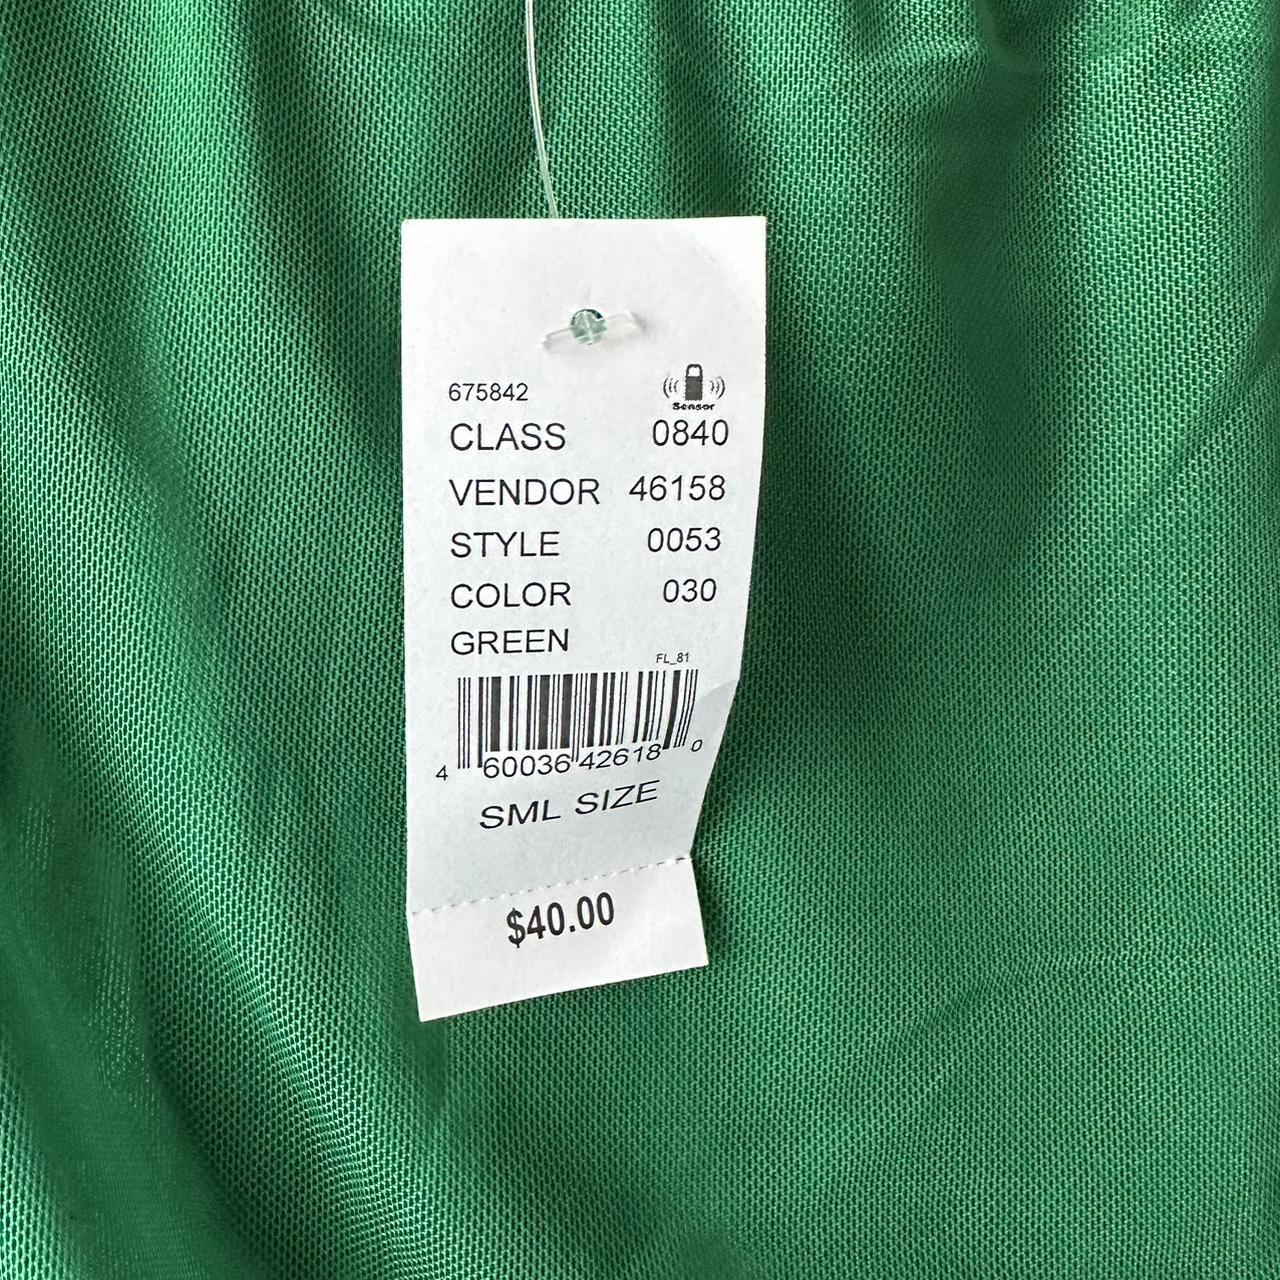 675842
Sensor
CLASS 0840
VENDOR 46158
STYLE 0053
COLOR 030
GREEN
FL_81
4 60036 42618 0
SML SIZE
$40.00